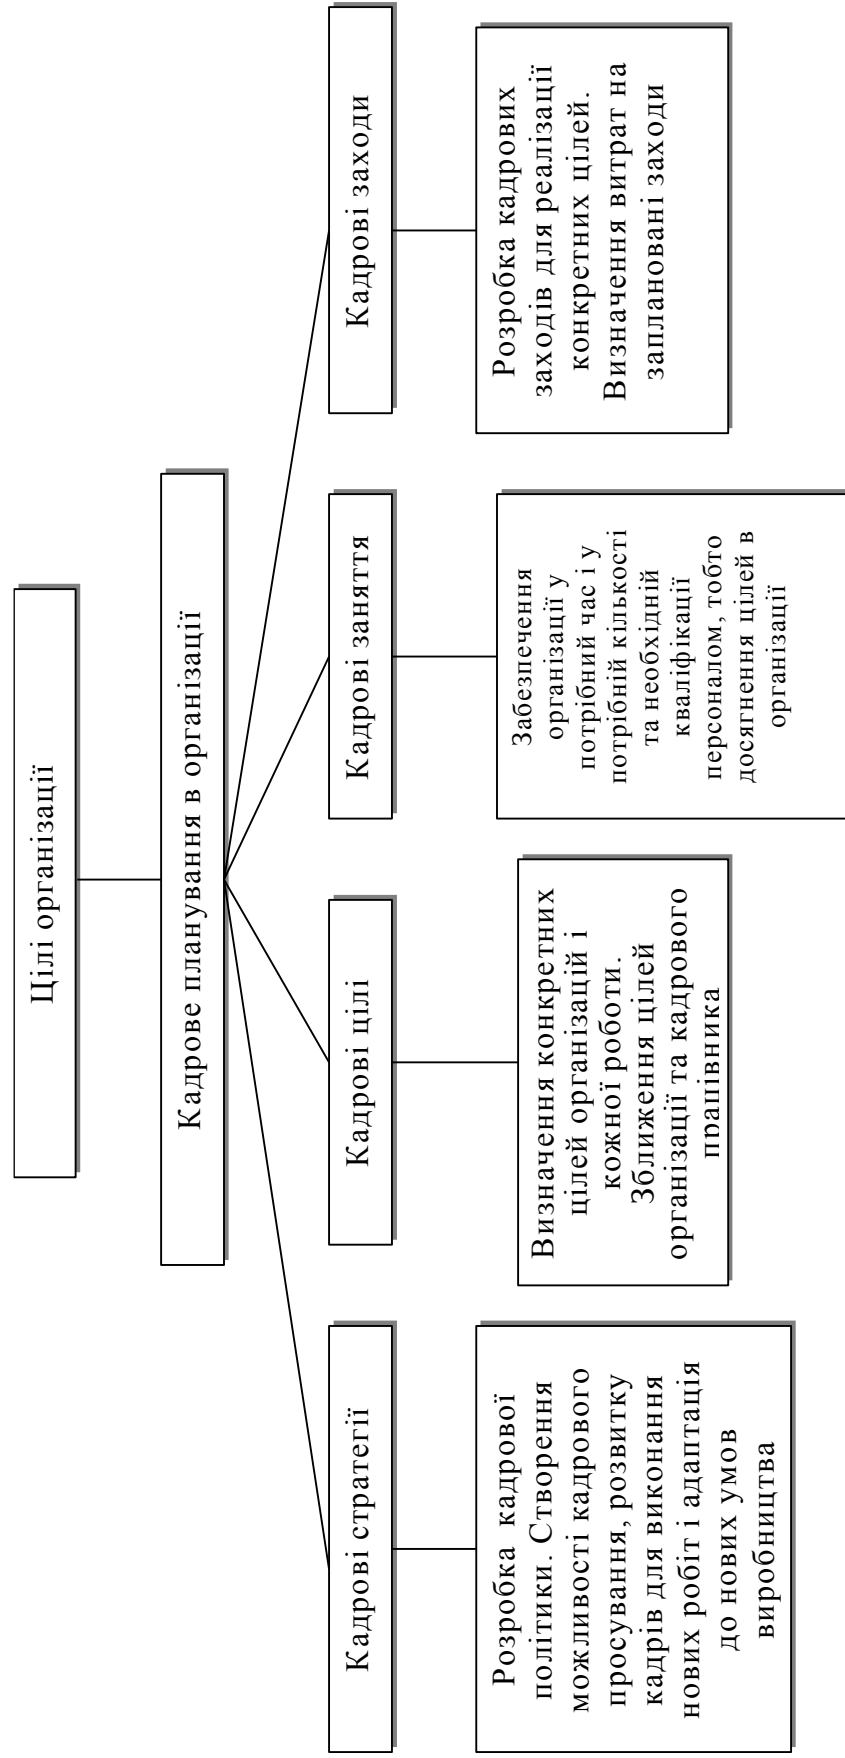 Цілі організації
Кадрове планування в організації
Кадрові стратегії
Кадрові цілі
Кадрові заняття
Кадрові заходи
Розробка кадрової
політики. Створення
можливості кадрового
просування, розвитку
кадрів для виконання
нових робіт і адаптація
до нових умов
виробництва
Визначення конкретних
цілей організацій і
кожної роботи.
Зближення цілей
організації та кадрового
працівника
Забезпечення
організації у
потрібний час і у
потрібній кількості
та необхідній
кваліфікації
персоналом, тобто
досягнення цілей в
організації
Розробка кадрових
заходів для реалізації
конкретних цілей.
Визначення витрат на
заплановані заходи